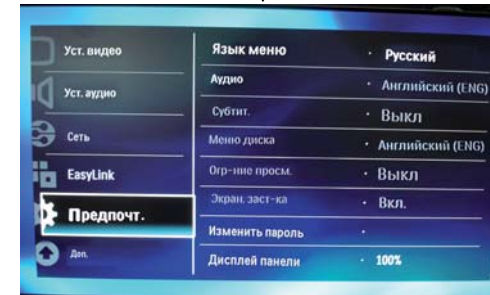 Уст. видео
Уст. аудио
Сеть
EasyLink
Предпочт.
Доп.
Язык меню · Русский
Аудио · Английский (ENG)
Субтит. · Выкл
Меню диска · Английский (ENG)
Огр-ние просм. · Выкл
Экран. заст-ка · Вкл.
Изменить пароль ·
Дисплей панели · 100%